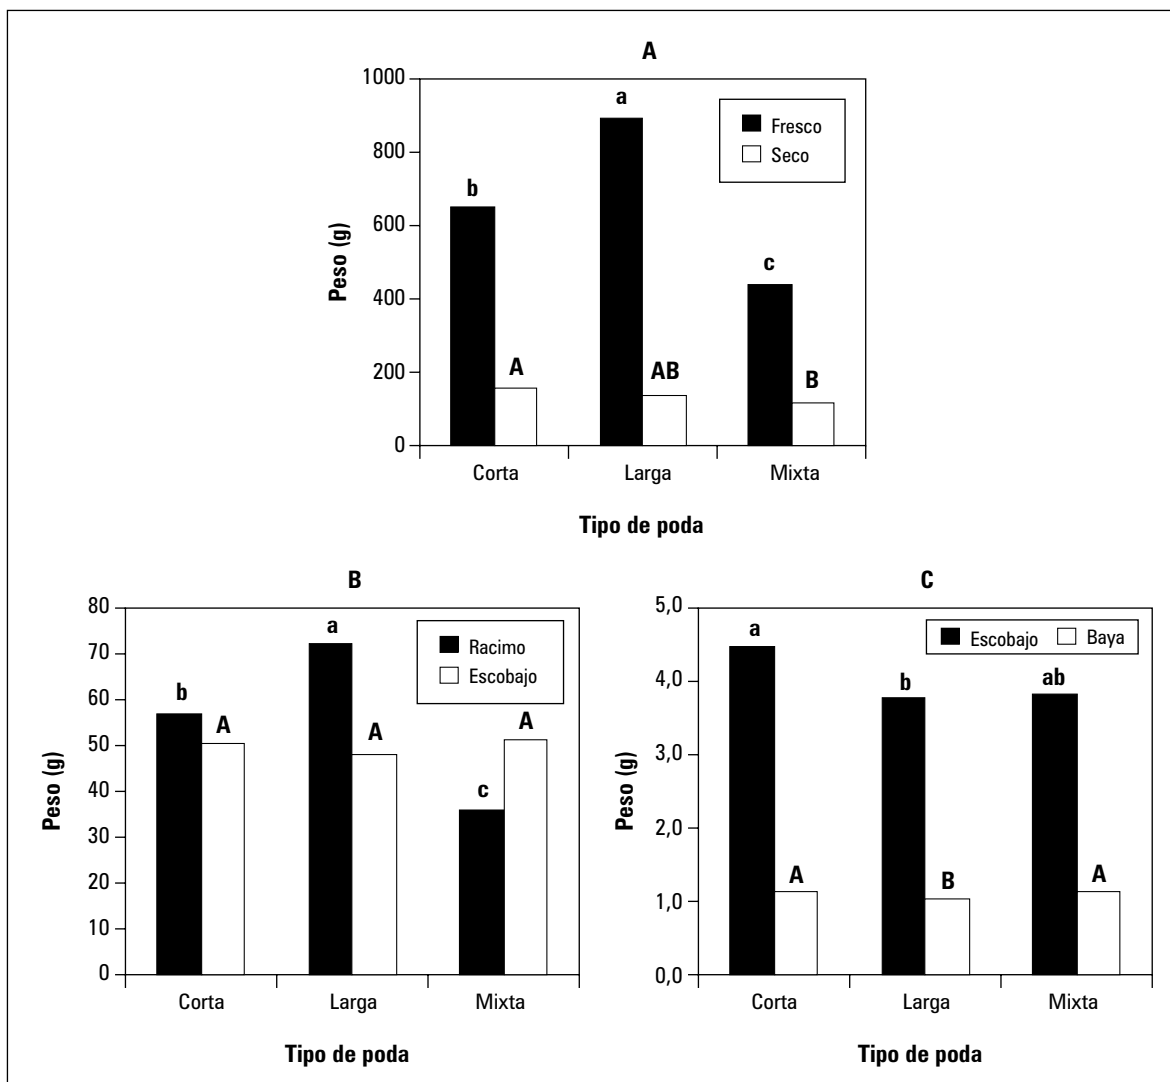 A
1000
800
600
400
200
0
Peso (g)
Fresco
Seco
b
a
c
A
AB
B
Corta Larga Mixta
Tipo de poda
B
80
70
60
50
40
30
20
10
0
Peso (g)
Racimo
Escobajo
b
A
a
A
c
A
Corta Larga Mixta
Tipo de poda
C
5,0
4,0
3,0
2,0
1,0
0,0
Peso (g)
Escobajo Baya
a
A
b
B
ab
A
Corta Larga Mixta
Tipo de poda